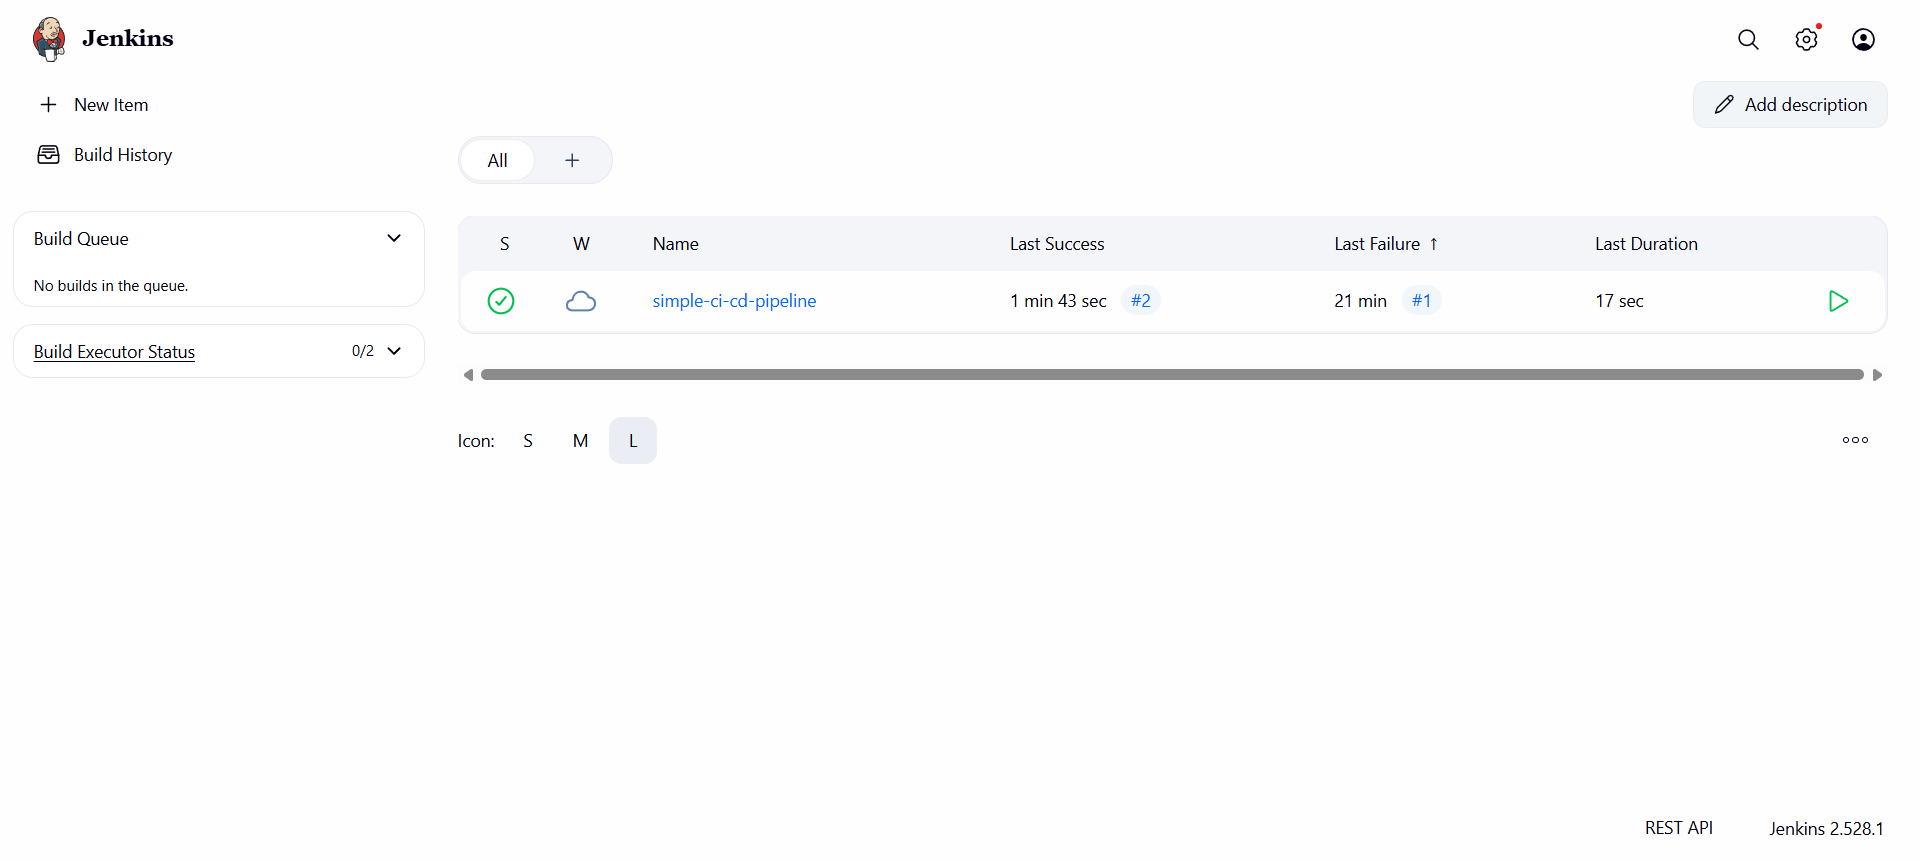 Jenkins
New Item
Add description
Build History
All
Build Queue
No builds in the queue.
Build Executor Status 0/2
S W Name Last Success Last Failure ↑ Last Duration
simple-ci-cd-pipeline 1 min 43 sec #2 21 min #1 17 sec
Icon: S M L
REST API Jenkins 2.528.1